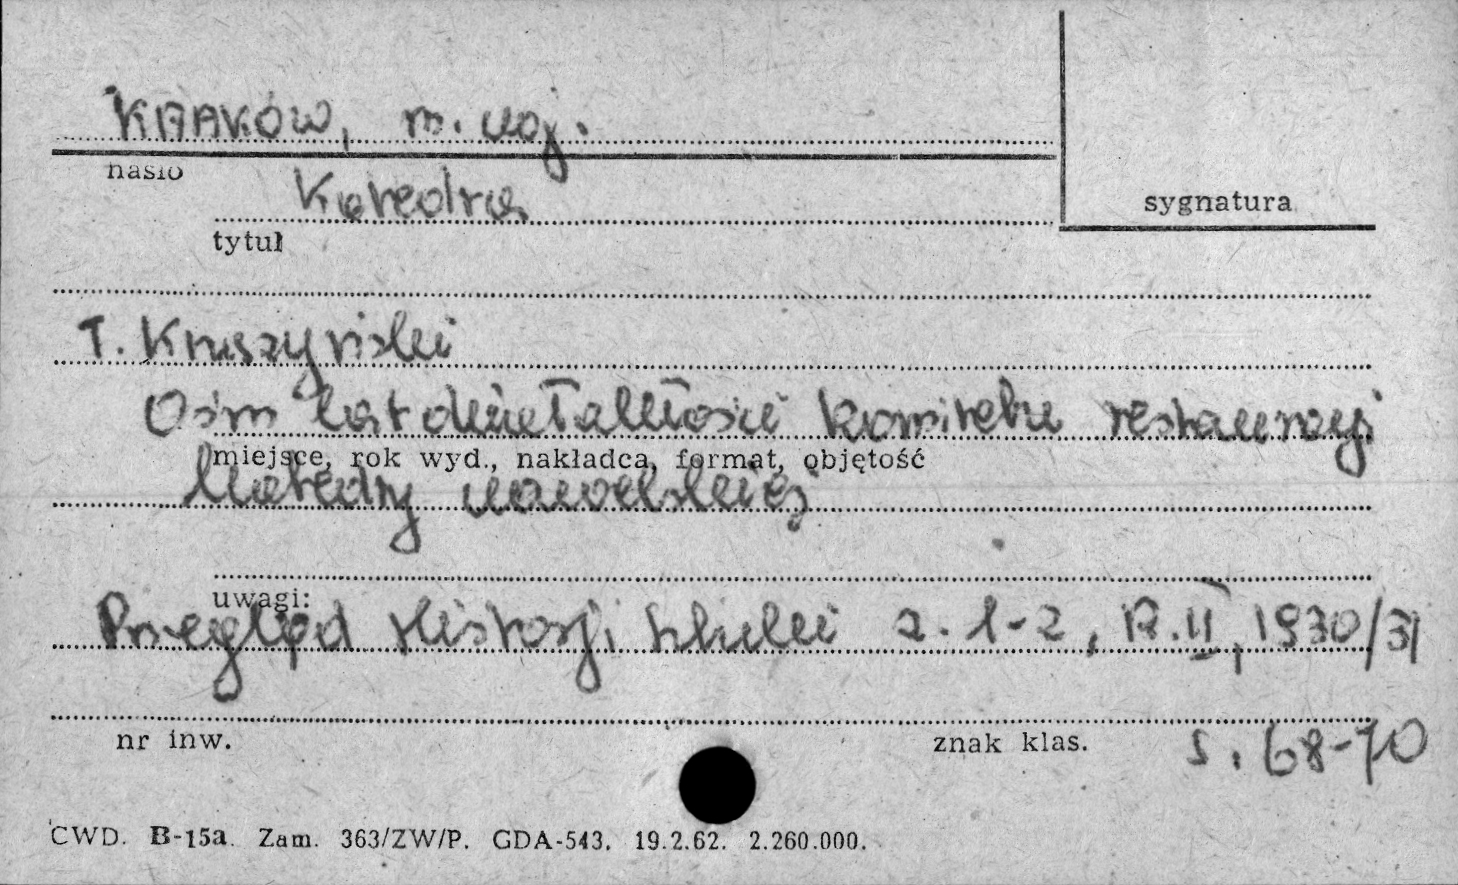 KRAKÓW, m. woj.
hasło
Katedra
sygnatura
tytuł
T. Kruszyński
Ośm lat działalności komitetu restauracji
miejsce, rok wyd., nakładca, format, objętość
Katedry wawelskiej
uwagi:
Przegląd Historji Sztuki z. 1-2, R. II, 1930/31
nr inw.
znak klas.
s. 68-70
CWD. B-15a. Zam. 363/ZW/P. GDA-543. 19.2.62. 2.260.000.